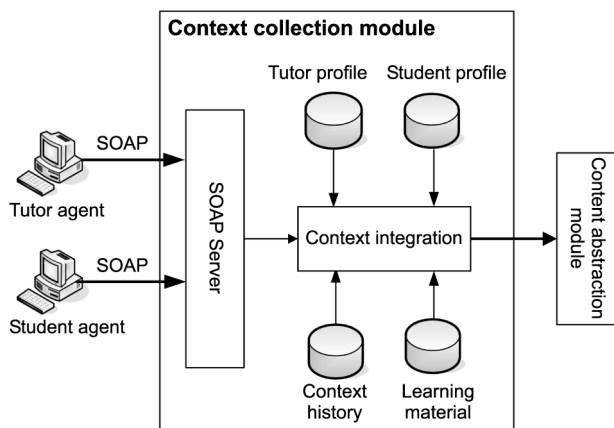 Context collection module
Tutor profile
Student profile
SOAP
Tutor agent
SOAP
Student agent
SOAP Server
Context integration
Context
history
Learning
material
Content abstraction
module